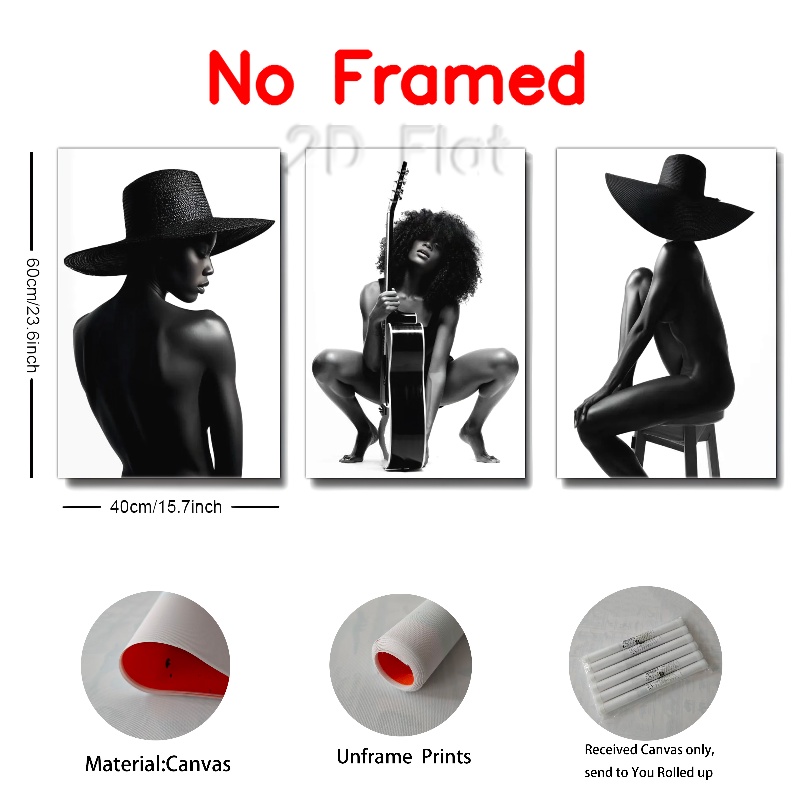 No Framed
2D Flat
60cm/23.6inch
40cm/15.7inch
Material:Canvas
Unframe Prints
Received Canvas only,
send to You Rolled up